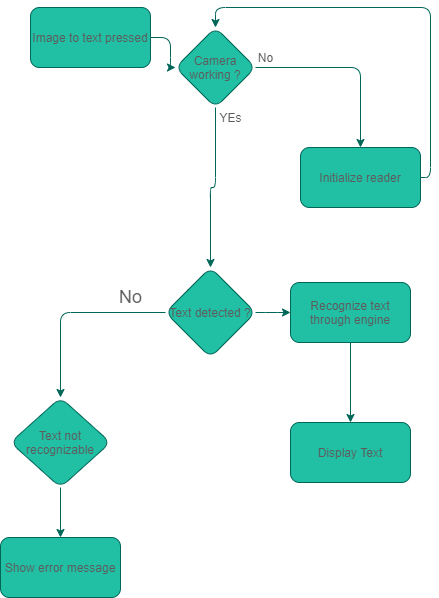 Image to text pressed
Camera
working ?
No
YEs
Initialize reader
Text detected ?
No
Recognize text
through engine
Text not
recognizable
Display Text
Show error message